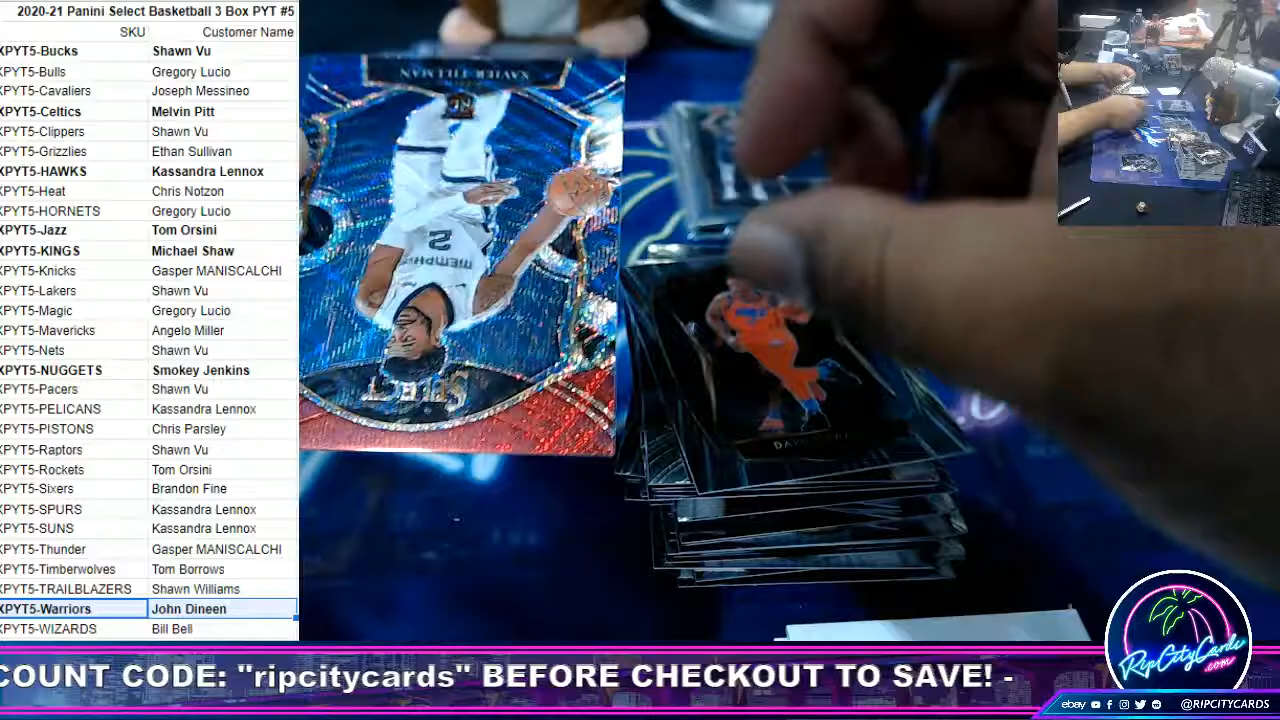 2020-21 Panini Select Basketball 3 Box PYT #5
SKU Customer Name
XPYT5-Bucks Shawn Vu
XPYT5-Bulls Gregory Lucio
XPYT5-Cavaliers Joseph Messineo
XPYT5-Celtics Melvin Pitt
XPYT5-Clippers Shawn Vu
XPYT5-Grizzlies Ethan Sullivan
XPYT5-HAWKS Kassandra Lennox
XPYT5-Heat Chris Notzon
XPYT5-HORNETS Gregory Lucio
XPYT5-Jazz Tom Orsini
XPYT5-KINGS Michael Shaw
XPYT5-Knicks Gasper MANISCALCHI
XPYT5-Lakers Shawn Vu
XPYT5-Magic Gregory Lucio
XPYT5-Mavericks Angelo Miller
XPYT5-Nets Shawn Vu
XPYT5-NUGGETS Smokey Jenkins
XPYT5-Pacers Shawn Vu
XPYT5-PELICANS Kassandra Lennox
XPYT5-PISTONS Chris Parsley
XPYT5-Raptors Shawn Vu
XPYT5-Rockets Tom Orsini
XPYT5-Sixers Brandon Fine
XPYT5-SPURS Kassandra Lennox
XPYT5-SUNS Kassandra Lennox
XPYT5-Thunder Gasper MANISCALCHI
XPYT5-Timberwolves Tom Borrows
XPYT5-TRAILBLAZERS Shawn Williams
XPYT5-Warriors John Dineen
XPYT5-WIZARDS Bill Bell
XAVIER TILLMAN
2
MEMPHIS
SELECT
COUNT CODE: "ripcitycards" BEFORE CHECKOUT TO SAVE! -
RipCityCards
.com
ebay @RIPCITYCARDS